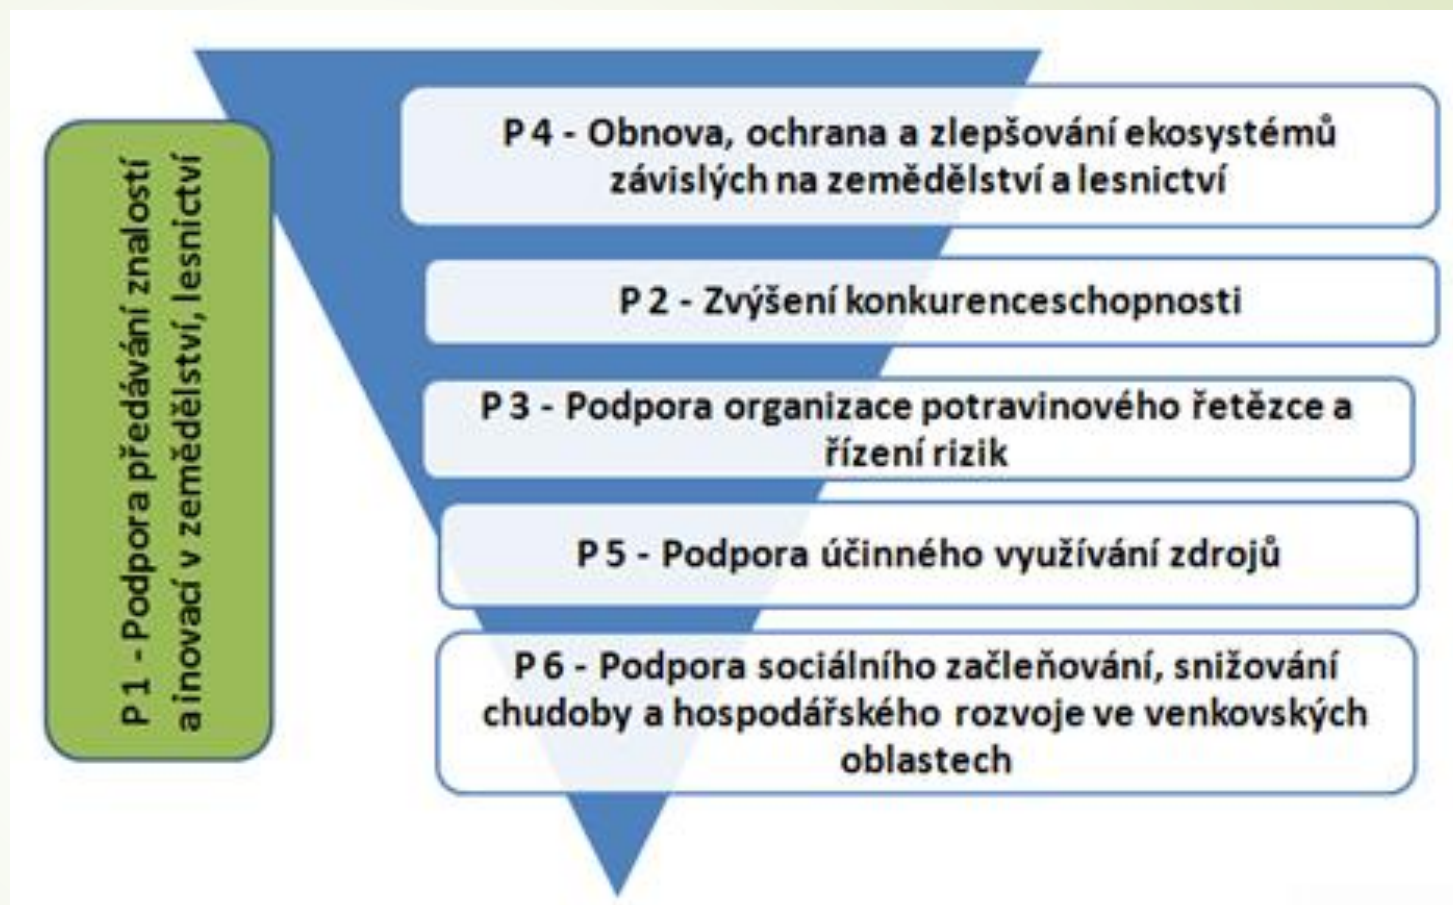 P 1 - Podpora předávání znalostí
a inovací v zemědělství, lesnictví
P 4 - Obnova, ochrana a zlepšování ekosystémů
závislých na zemědělství a lesnictví
P 2 - Zvýšení konkurenceschopnosti
P 3 - Podpora organizace potravinového řetězce a
řízení rizik
P 5 - Podpora účinného využívání zdrojů
P 6 - Podpora sociálního začleňování, snižování
chudoby a hospodářského rozvoje ve venkovských
oblastech